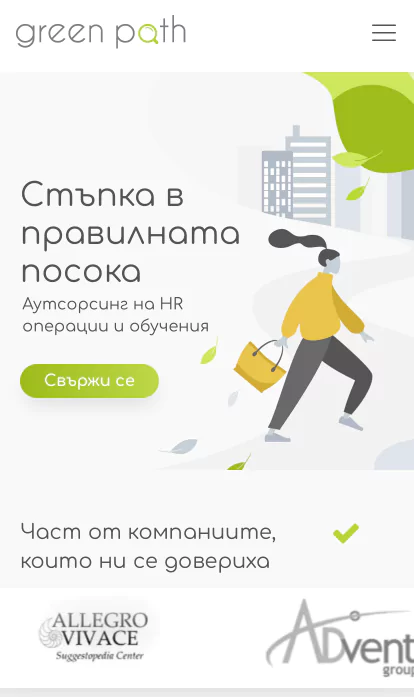 green path
Стъпка в
правилната
посока
Аутсорсинг на HR
операции и обучения
Свържи се
Част от компаниите,
които ни се довериха
ALLEGRO
VIVACE
Suggestopedia Center
ADvent
group